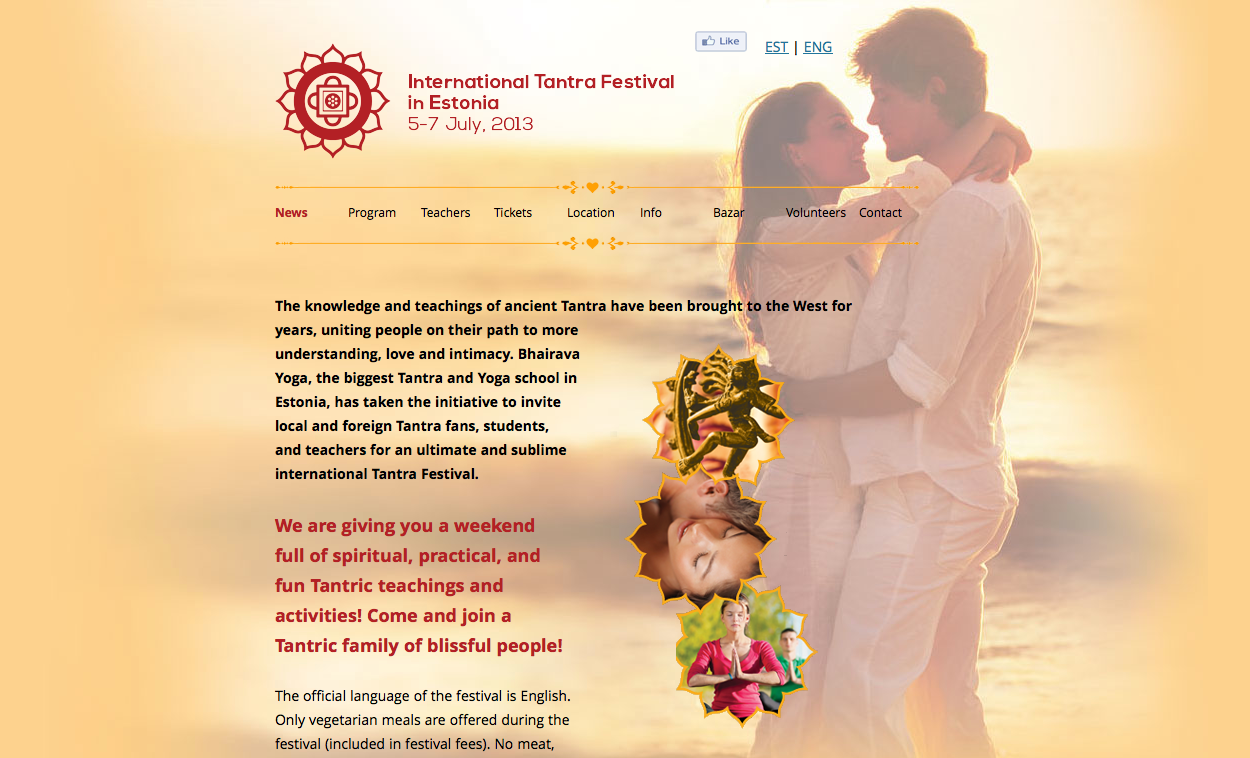 Like
EST | ENG
International Tantra Festival
in Estonia
5-7 July, 2013
News Program Teachers Tickets Location Info Bazar Volunteers Contact
The knowledge and teachings of ancient Tantra have been brought to the West for
years, uniting people on their path to more
understanding, love and intimacy. Bhairava
Yoga, the biggest Tantra and Yoga school in
Estonia, has taken the initiative to invite
local and foreign Tantra fans, students,
and teachers for an ultimate and sublime
international Tantra Festival.
We are giving you a weekend
full of spiritual, practical, and
fun Tantric teachings and
activities! Come and join a
Tantric family of blissful people!
The official language of the festival is English.
Only vegetarian meals are offered during the
festival (included in festival fees). No meat,